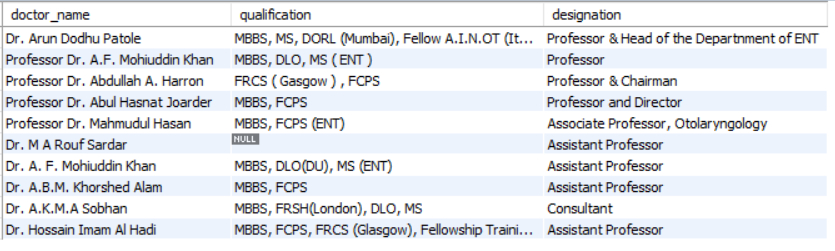 doctor_name qualification designation
Dr. Arun Dodhu Patole MBBS, MS, DORL (Mumbai), Fellow A.I.N.OT (It... Professor & Head of the Departnment of ENT
Professor Dr. A.F. Mohiuddin Khan MBBS, DLO, MS ( ENT ) Professor
Professor Dr. Abdullah A. Harron FRCS ( Gasgow ) , FCPS Professor & Chairman
Professor Dr. Abul Hasnat Joarder MBBS, FCPS Professor and Director
Professor Dr. Mahmudul Hasan MBBS, FCPS (ENT) Associate Professor, Otolaryngology
Dr. M A Rouf Sardar NULL Assistant Professor
Dr. A. F. Mohiuddin Khan MBBS, DLO(DU), MS (ENT) Assistant Professor
Dr. A.B.M. Khorshed Alam MBBS, FCPS Assistant Professor
Dr. A.K.M.A Sobhan MBBS, FRSH(London), DLO, MS Consultant
Dr. Hossain Imam Al Hadi MBBS, FCPS, FRCS (Glasgow), Fellowship Traini... Assistant Professor